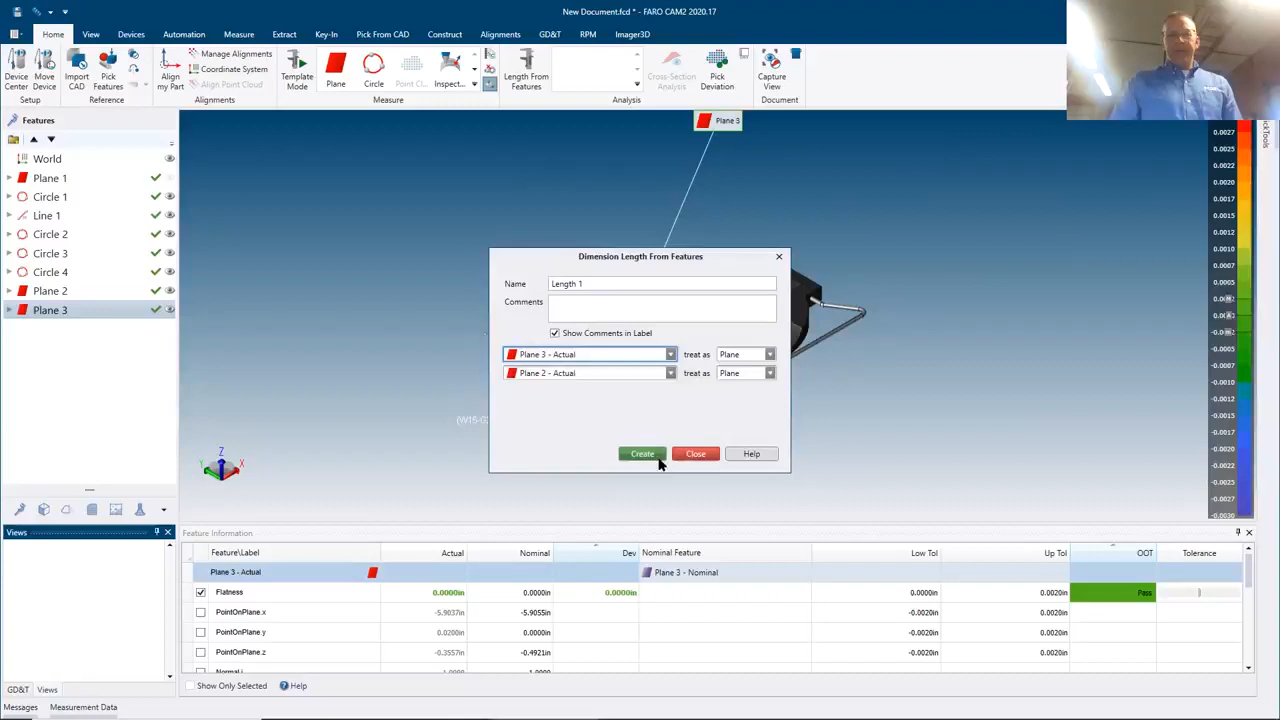 New Document.fcd * - FARO CAM2 2020.17
Home View Devices Automation Measure Extract Key-In Pick From CAD Construct Alignments GD&T RPM Imager3D
Device Center
Move Device
Setup
Import CAD
Pick Features
Reference
Align my Part
Manage Alignments
Coordinate System
Align Point Cloud
Alignments
Template Mode
Plane
Circle
Point Cl...
Inspect...
Measure
Length From Features
Cross-Section Analysis
Pick Deviation
Analysis
Capture View
Document
Features
World
Plane 1
Circle 1
Line 1
Circle 2
Circle 3
Circle 4
Plane 2
Plane 3
Plane 3
Dimension Length From Features
Name Length 1
Comments
Show Comments in Label
Plane 3 - Actual treat as Plane
Plane 2 - Actual treat as Plane
Create Close Help
Z
Y X
0.0027
0.0025
0.0022
0.0020
0.0017
0.0015
0.0012
0.0010
0.0007
0.0005
-0.0007
-0.0010
-0.0012
-0.0015
-0.0017
-0.0020
-0.0022
-0.0025
-0.0027
-0.0030
Views
Feature Information
Feature\Label Actual Nominal Dev Nominal Feature Low Tol Up Tol OOT Tolerance
Plane 3 - Actual Plane 3 - Nominal
Flatness 0.0000in 0.0000in 0.0000in 0.0000in 0.0020in Pass
PointOnPlane.x -5.9037in -5.9055in -0.0020in 0.0020in
PointOnPlane.y 0.0200in 0.0000in -0.0020in 0.0020in
PointOnPlane.z -0.3557in -0.4921in -0.0020in 0.0020in
Normal.i
Show Only Selected Help
GD&T Views
Messages Measurement Data